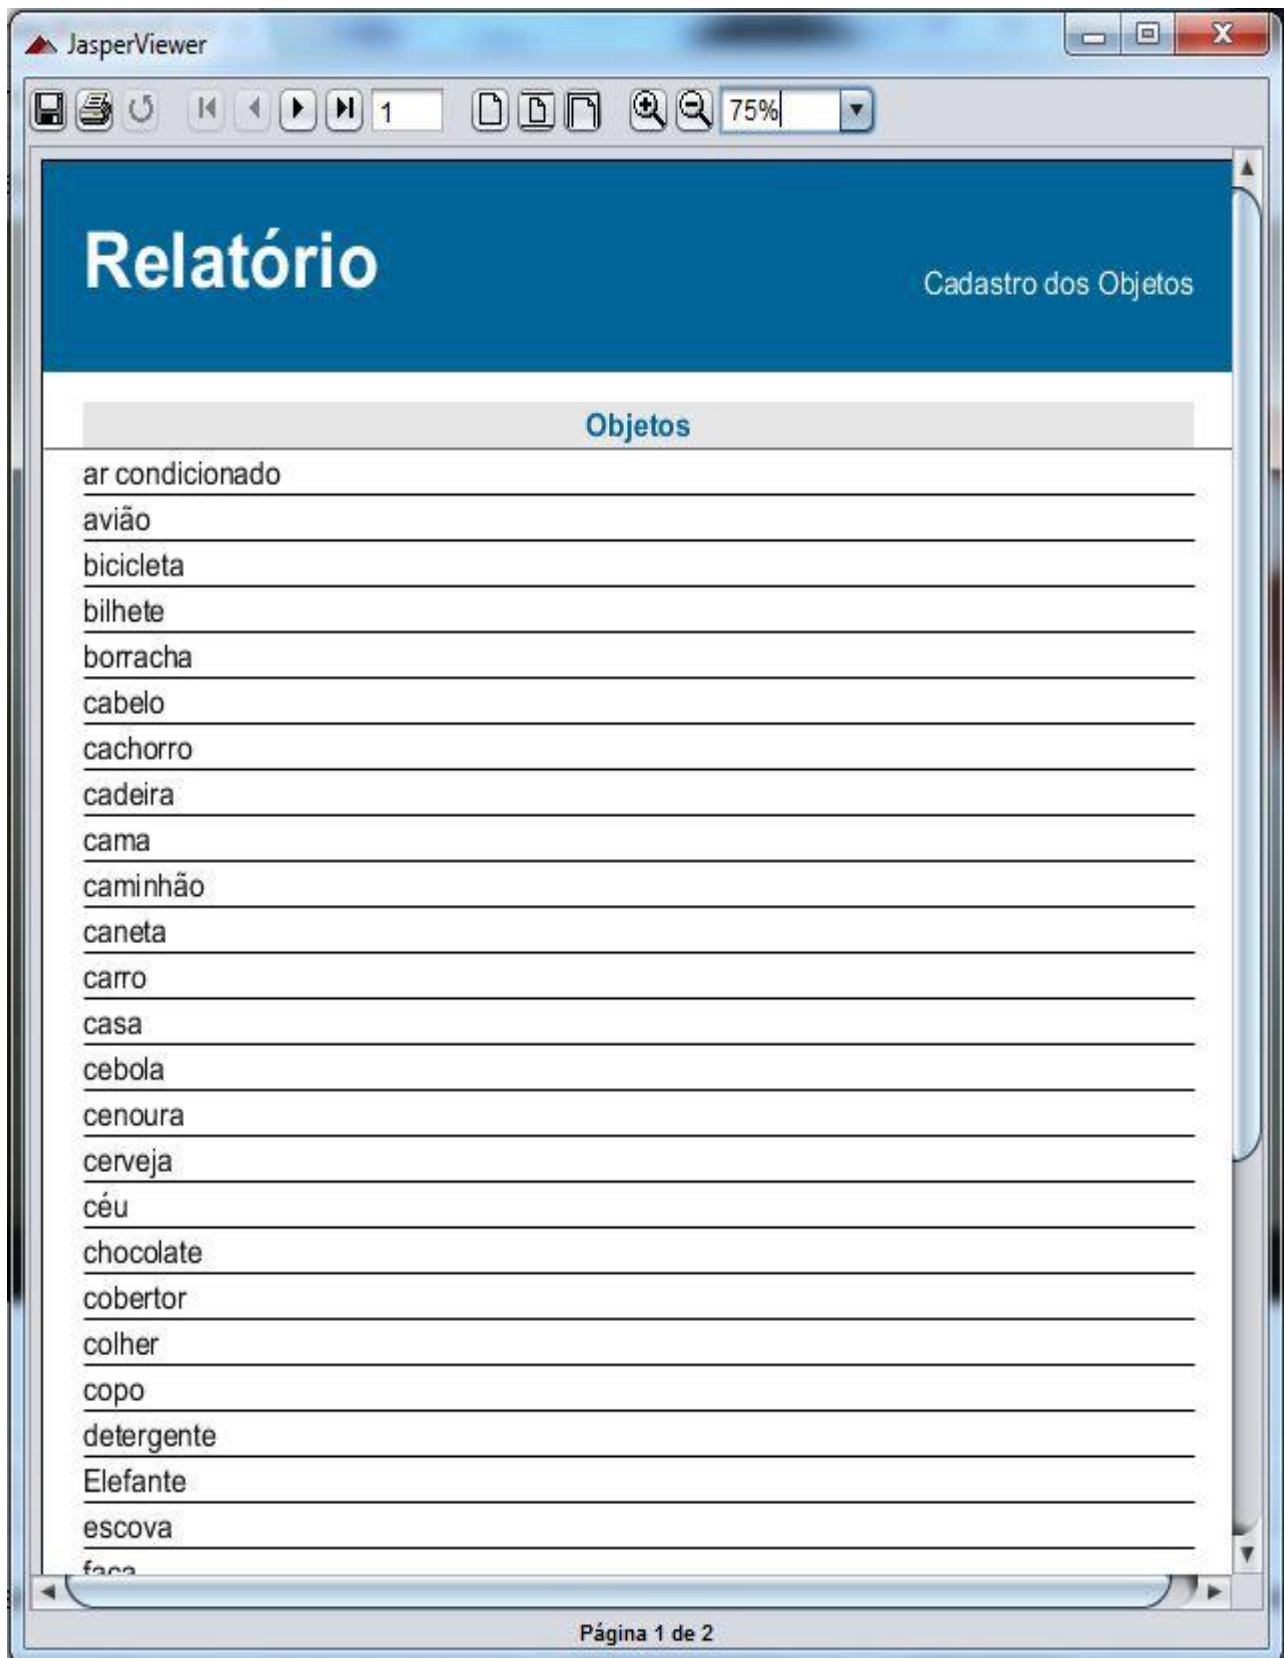 JasperViewer
1
75%
Relatório
Cadastro dos Objetos
Objetos
ar condicionado
avião
bicicleta
bilhete
borracha
cabelo
cachorro
cadeira
cama
caminhão
caneta
carro
casa
cebola
cenoura
cerveja
céu
chocolate
cobertor
colher
copo
detergente
Elefante
escova
Página 1 de 2